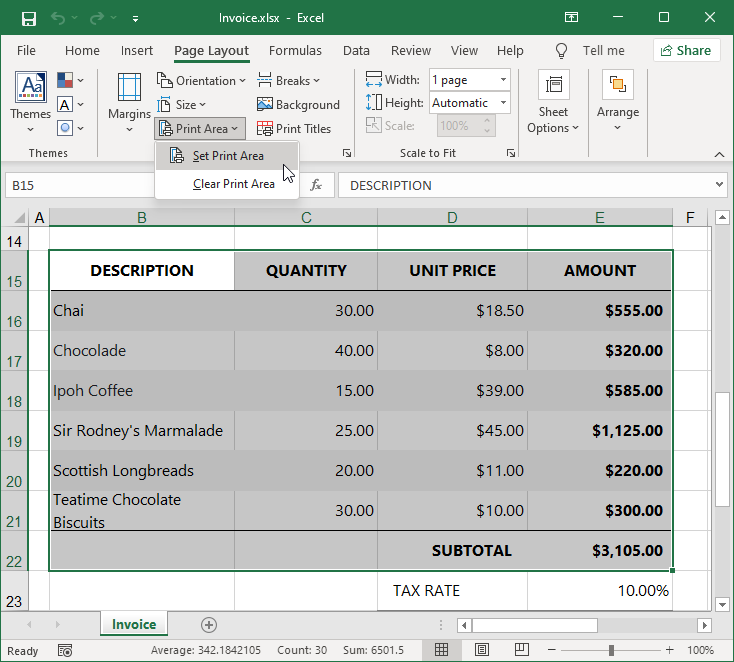 Invoice.xlsx - Excel
File Home Insert Page Layout Formulas Data Review View Help Tell me Share
Aa
A
Themes
Themes
Margins
Orientation
Size
Print Area
Breaks
Background
Print Titles
Set Print Area
Clear Print Area
Width: 1 page
Height: Automatic
Scale: 100%
Scale to Fit
Sheet
Options
Arrange
B15 fx DESCRIPTION
A B C D E F
14
15 DESCRIPTION QUANTITY UNIT PRICE AMOUNT
16 Chai 30.00 $18.50 $555.00
17 Chocolade 40.00 $8.00 $320.00
18 Ipoh Coffee 15.00 $39.00 $585.00
19 Sir Rodney's Marmalade 25.00 $45.00 $1,125.00
20 Scottish Longbreads 20.00 $11.00 $220.00
21 Teatime Chocolate
Biscuits 30.00 $10.00 $300.00
22 SUBTOTAL $3,105.00
23 TAX RATE 10.00%
Invoice
Ready Average: 342.1842105 Count: 30 Sum: 6501.5 100%